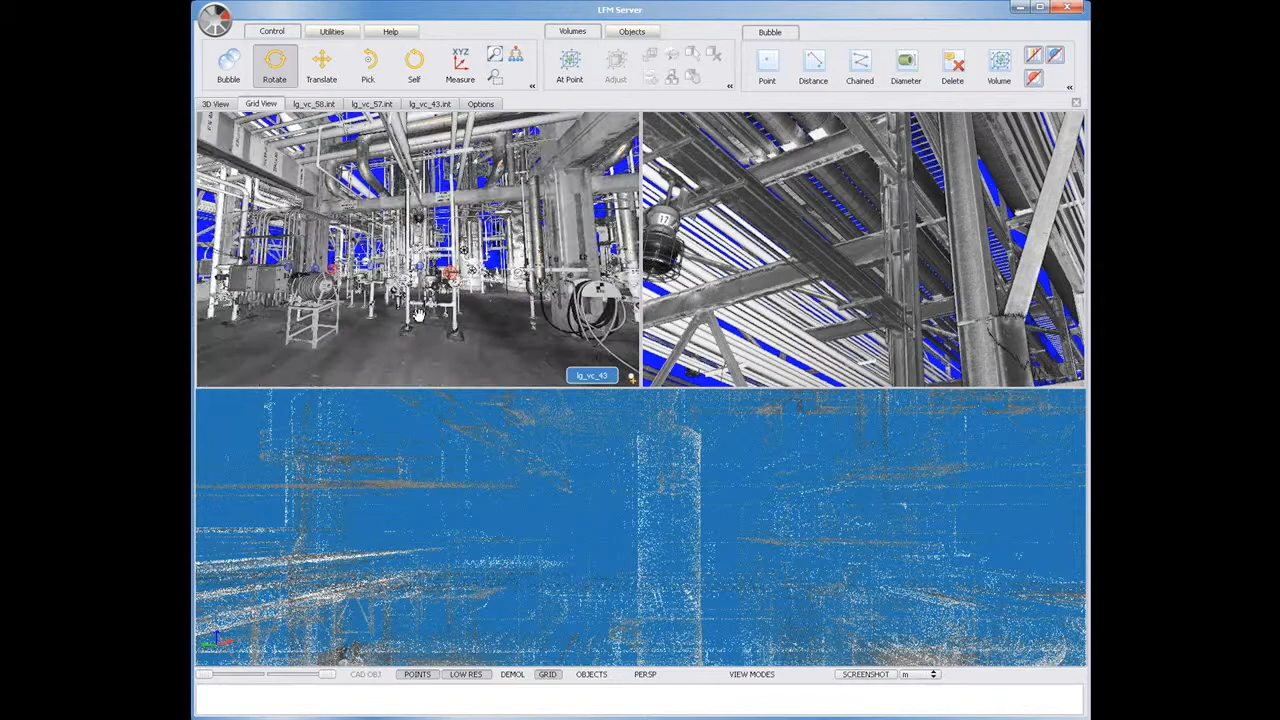 LFM Server
Control Utilities Help
Volumes Objects
Bubble
Bubble Rotate Translate Pick Self XYZ Measure
At Point Adjust
Point Distance Chained Diameter Delete Volume
3D View Grid View lg_vc_58.int lg_vc_57.int lg_vc_43.int Options
17
lg_vc_43
CAD OBJ POINTS LOW RES DEMOL GRID OBJECTS PERSP VIEW MODES SCREENSHOT m